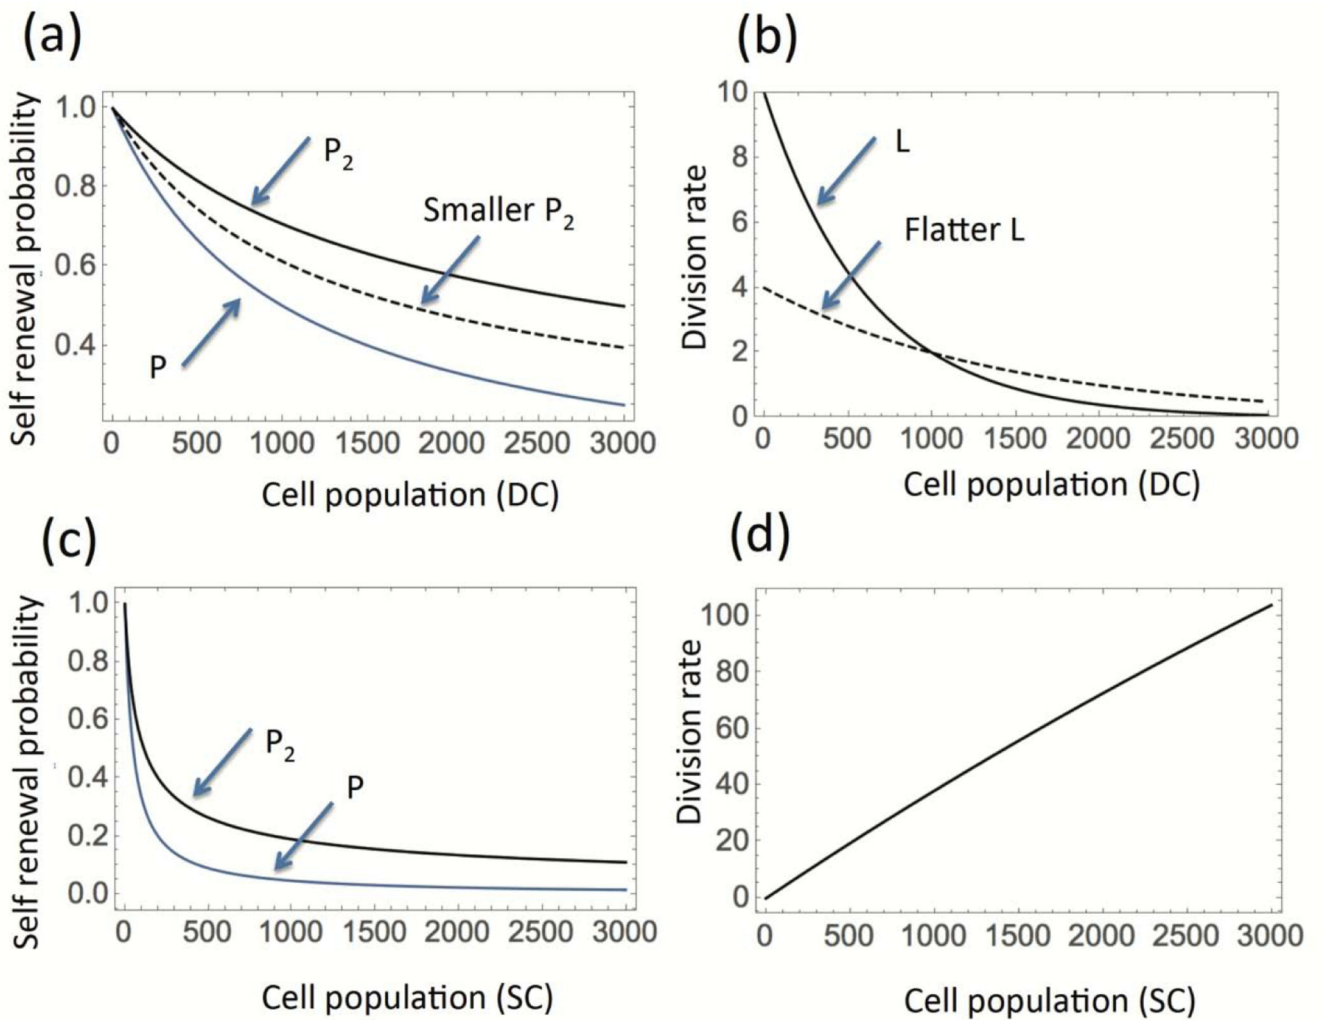 (a)
Self renewal probability
1.0
0.8
0.6
0.4
P2
Smaller P2
P
0 500 1000 1500 2000 2500 3000
Cell population (DC)
(b)
Division rate
10
8
6
4
2
0
L
Flatter L
0 500 1000 1500 2000 2500 3000
Cell population (DC)
(c)
Self renewal probability
1.0
0.8
0.6
0.4
0.2
0.0
P2
P
0 500 1000 1500 2000 2500 3000
Cell population (SC)
(d)
Division rate
100
80
60
40
20
0
0 500 1000 1500 2000 2500 3000
Cell population (SC)